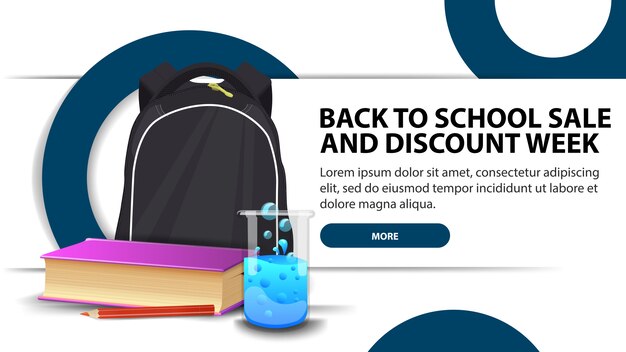 BACK TO SCHOOL SALE
AND DISCOUNT WEEK
Lorem ipsum dolor sit amet, consectetur adipiscing
elit, sed do eiusmod tempor incididunt ut labore
et dolore magna aliqua.
MORE